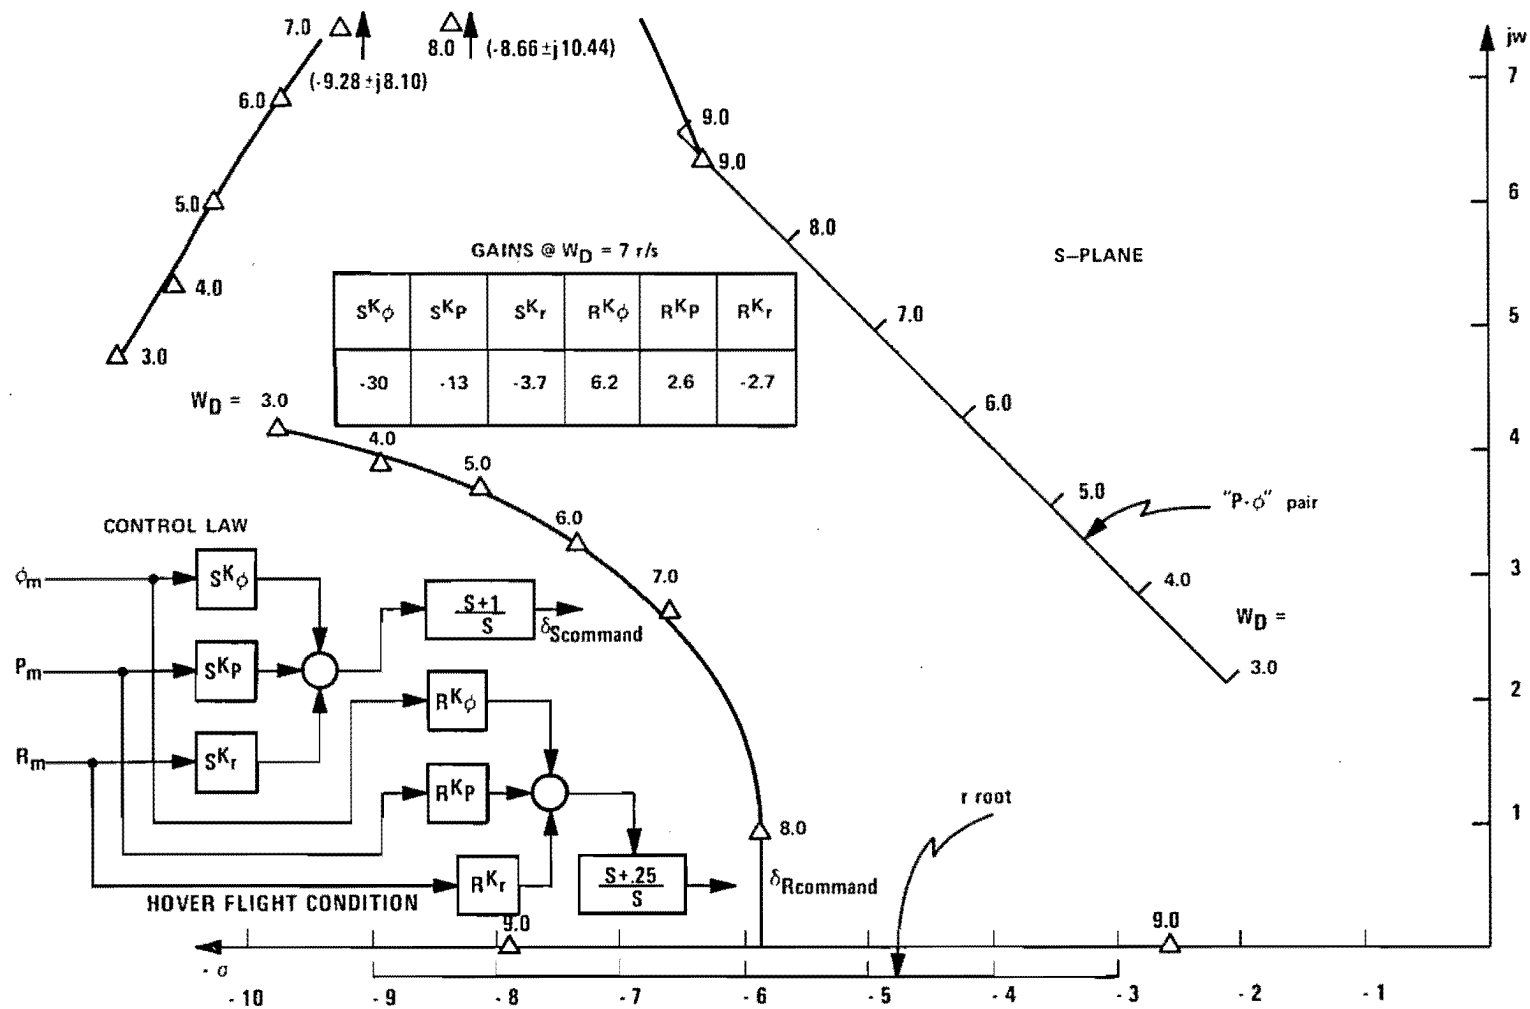 7.0
(-9.28 ±j8.10)
8.0 (-8.66 ±j10.44)
jw
7
6.0
9.0
9.0
5.0
6
8.0
GAINS @ WD = 7 r/s
S-PLANE
4.0
SKϕ SKP SKr RKϕ RKP RKr
7.0
5
3.0
-30 -13 -3.7 6.2 2.6 -2.7
WD = 3.0
6.0
4.0
4
5.0
5.0
"P-ϕ" pair
CONTROL LAW
6.0
ϕm
SKϕ
7.0
4.0
3
S+1
S
δScommand
WD =
Pm
SKP
3.0
RKϕ
2
Rm
SKr
RKP
r root
1
8.0
HOVER FLIGHT CONDITION
RKr
S+.25
S
δRcommand
9.0
9.0
-σ
-10 -9 -8 -7 -6 -5 -4 -3 -2 -1